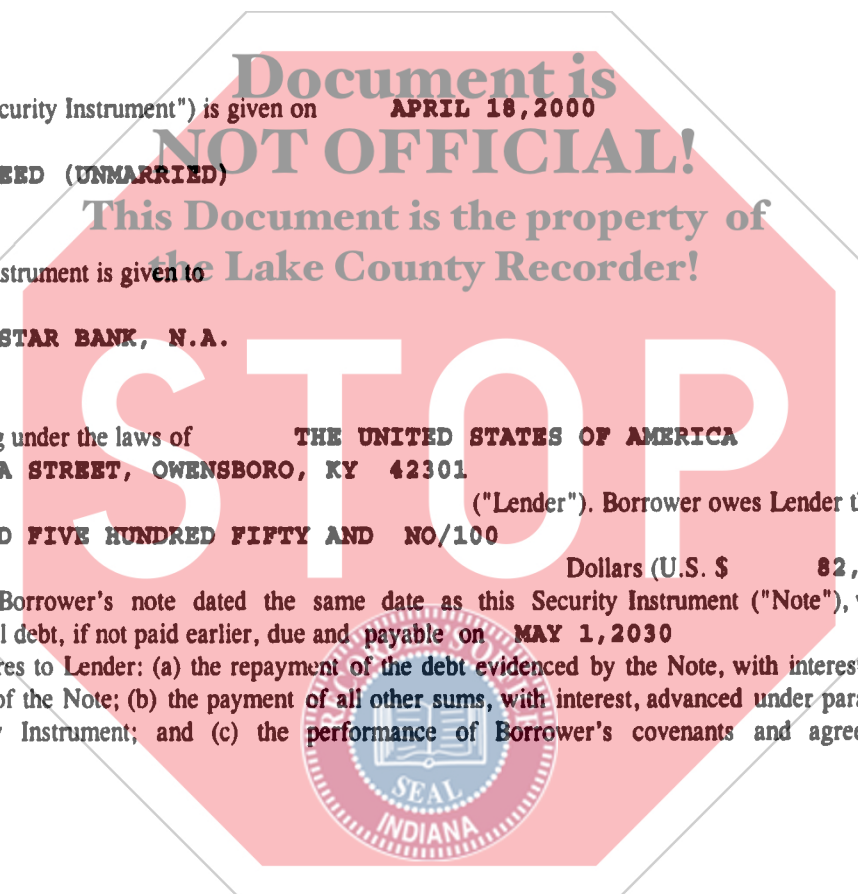 Document is
curity Instrument") is given on APRIL 18,2000
NOT OFFICIAL!
EED (UNMARRIED)
This Document is the property of
the Lake County Recorder!
strument is given to
STAR BANK, N.A.
STOP
g under the laws of THE UNITED STATES OF AMERICA
A STREET, OWENSBORO, KY 42301
("Lender"). Borrower owes Lender th
D FIVE HUNDRED FIFTY AND NO/100
Dollars (U.S. $ 82,
Borrower's note dated the same date as this Security Instrument ("Note"),
l debt, if not paid earlier, due and payable on MAY 1,2030
res to Lender: (a) the repayment of the debt evidenced by the Note, with interest
of the Note; (b) the payment of all other sums, with interest, advanced under para
Instrument; and (c) the performance of Borrower's covenants and agree
SEAL
INDIANA